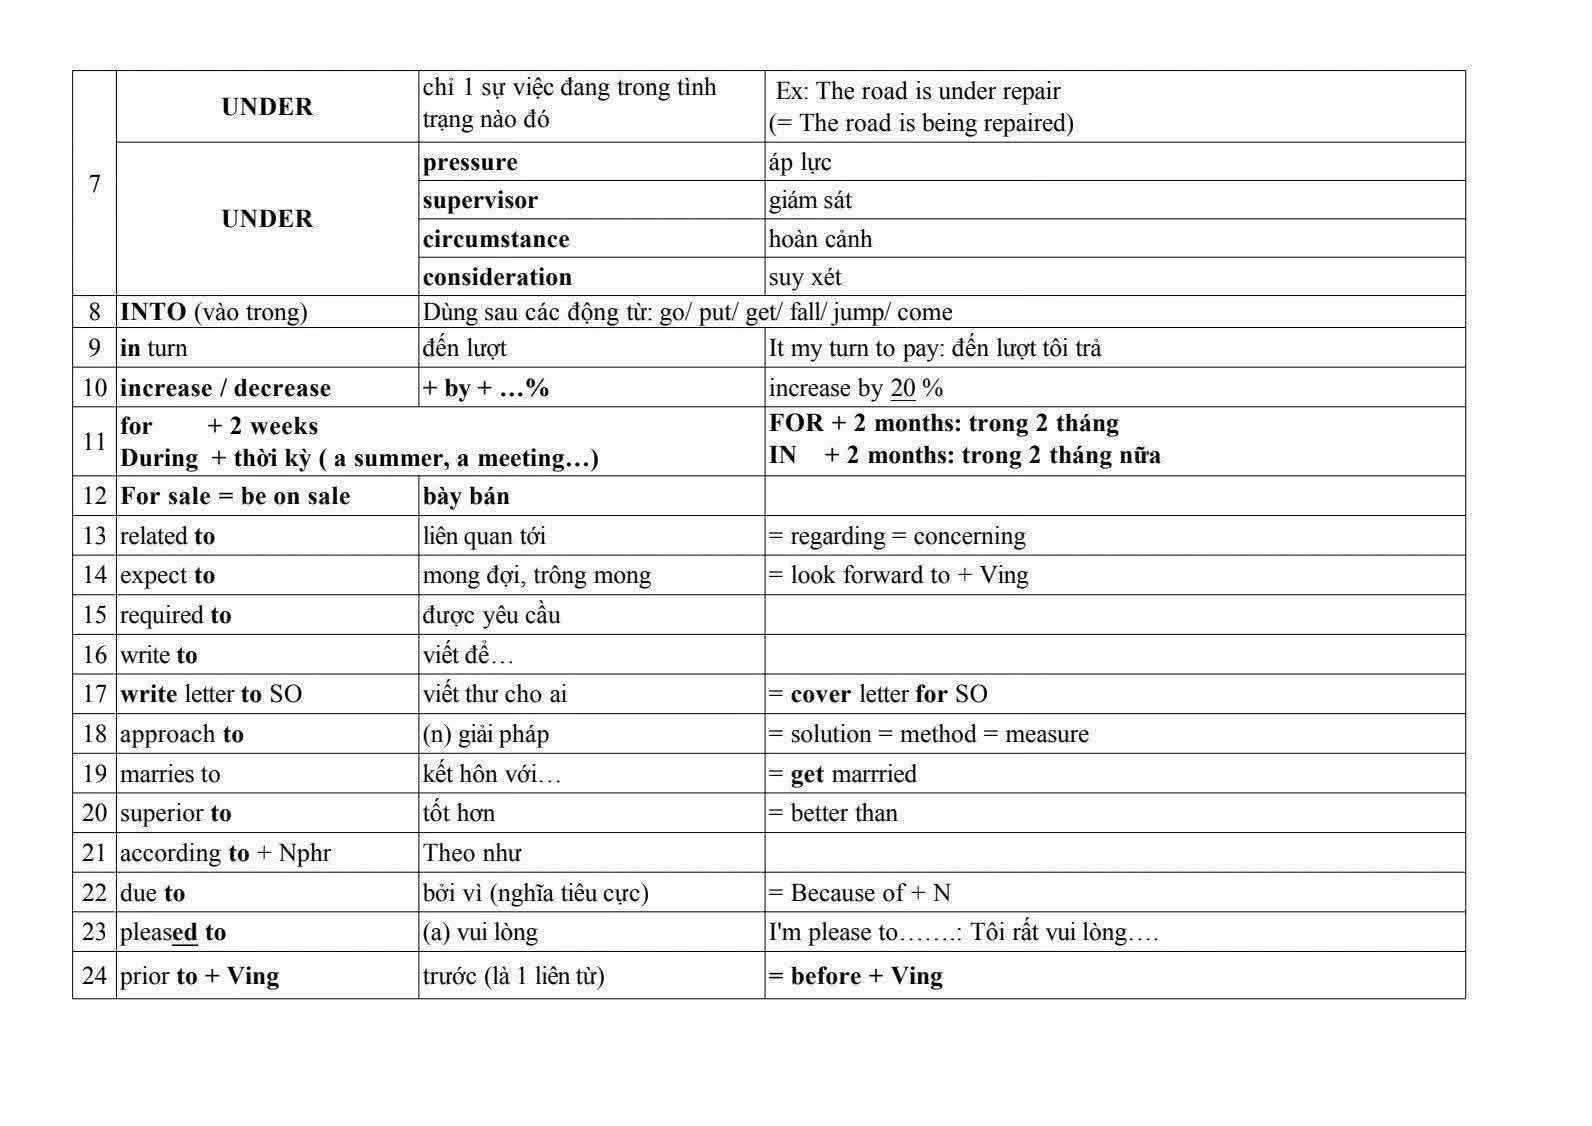 7
UNDER
chỉ 1 sự việc đang trong tình
trạng nào đó
Ex: The road is under repair
(= The road is being repaired)
UNDER
pressure
áp lực
supervisor
giám sát
circumstance
hoàn cảnh
consideration
suy xét
8 INTO (vào trong) Dùng sau các động từ: go/ put/ get/ fall/ jump/ come
9 in turn đến lượt It my turn to pay: đến lượt tôi trả
10 increase / decrease + by + …% increase by 20 %
11
for + 2 weeks
During + thời kỳ ( a summer, a meeting…)
FOR + 2 months: trong 2 tháng
IN + 2 months: trong 2 tháng nữa
12 For sale = be on sale bày bán
13 related to liên quan tới = regarding = concerning
14 expect to mong đợi, trông mong = look forward to + Ving
15 required to được yêu cầu
16 write to viết để…
17 write letter to SO viết thư cho ai = cover letter for SO
18 approach to (n) giải pháp = solution = method = measure
19 marries to kết hôn với… = get marrried
20 superior to tốt hơn = better than
21 according to + Nphr Theo như
22 due to bởi vì (nghĩa tiêu cực) = Because of + N
23 pleased to (a) vui lòng I'm please to…….: Tôi rất vui lòng….
24 prior to + Ving trước (là 1 liên từ) = before + Ving